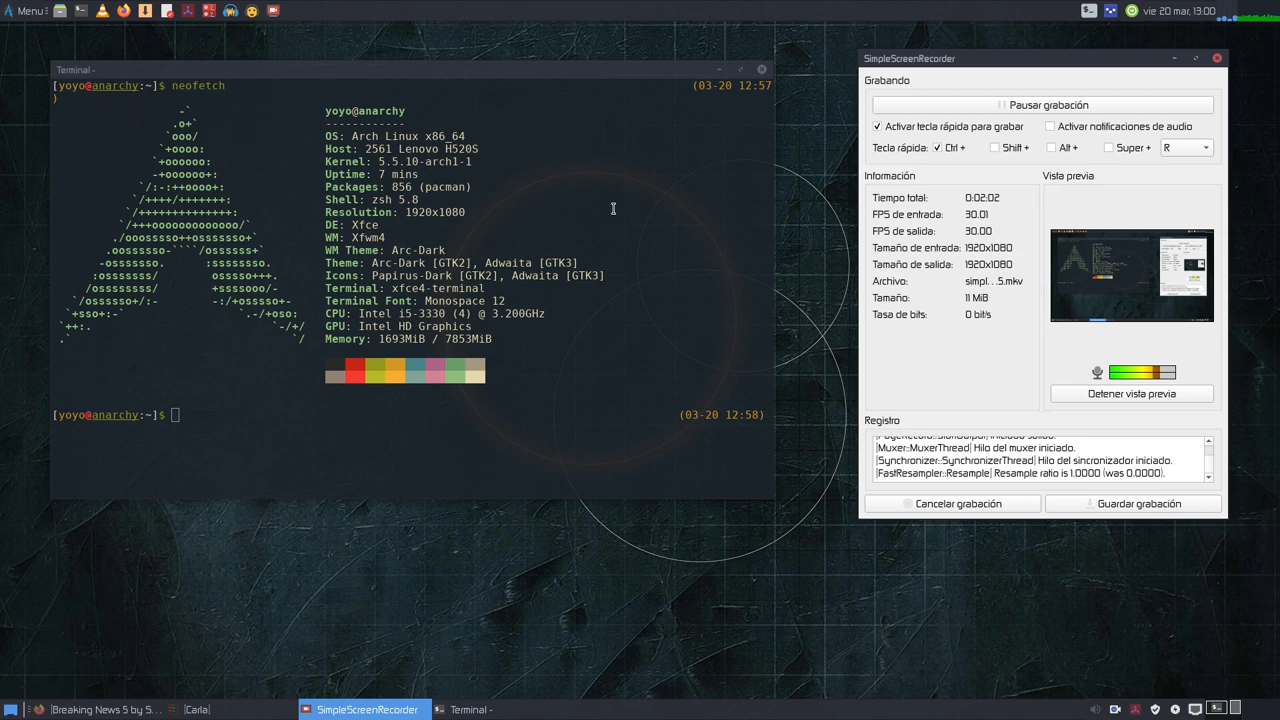 Menu
vie 20 mar, 13:00
Terminal -
[yoyo@anarchy:~]$ neofetch (03-20 12:57
)
yoyo@anarchy
-------------
OS: Arch Linux x86_64
Host: 2561 Lenovo H520S
Kernel: 5.5.10-arch1-1
Uptime: 7 mins
Packages: 856 (pacman)
Shell: zsh 5.8
Resolution: 1920x1080
DE: Xfce
WM: Xfwm4
WM Theme: Arc-Dark
Theme: Arc-Dark [GTK2], Adwaita [GTK3]
Icons: Papirus-Dark [GTK2], Adwaita [GTK3]
Terminal: xfce4-terminal
Terminal Font: Monospace 12
CPU: Intel i5-3330 (4) @ 3.200GHz
GPU: Intel HD Graphics
Memory: 1693MiB / 7853MiB
[yoyo@anarchy:~]$ (03-20 12:58)
SimpleScreenRecorder
Grabando
Pausar grabación
Activar tecla rápida para grabar Activar notificaciones de audio
Tecla rápida: Ctrl + Shift + Alt + Super + R
Información
Tiempo total: 0:02:02
FPS de entrada: 30.01
FPS de salida: 30.00
Tamaño de entrada: 1920x1080
Tamaño de salida: 1920x1080
Archivo: simpl...5.mkv
Tamaño: 11 MiB
Tasa de bits: 0 bit/s
Vista previa
Detener vista previa
Registro
[Muxer::MuxerThread] Hilo del muxer iniciado.
[Synchronizer::SynchronizerThread] Hilo del sincronizador iniciado.
[FastResampler::Resample] Resample ratio is 1.0000 (was 0.0000).
Cancelar grabación Guardar grabación
[Breaking News 5 by S... [Carla] SimpleScreenRecorder Terminal -